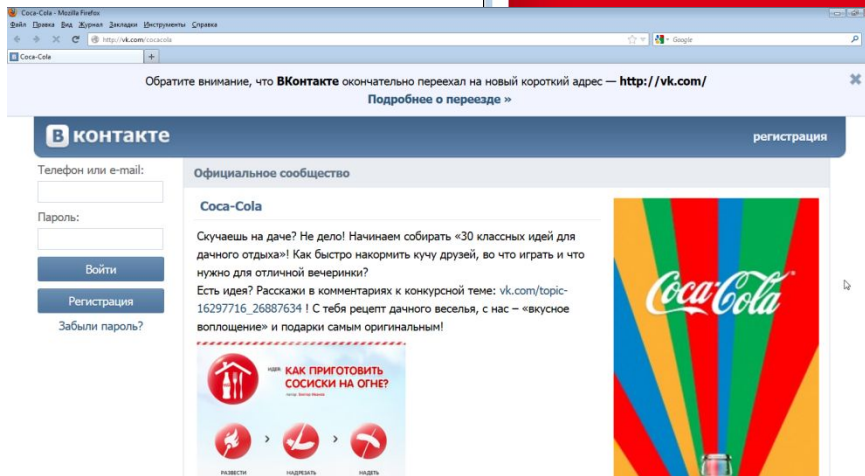 Coca-Cola - Mozilla Firefox
Файл Правка Вид Журнал Закладки Инструменты Справка
http://vk.com/cocacola
Google
Coca-Cola
Обратите внимание, что ВКонтакте окончательно переехал на новый короткий адрес — http://vk.com/
Подробнее о переезде »
В контакте
регистрация
Телефон или e-mail:
Пароль:
Войти
Регистрация
Забыли пароль?
Официальное сообщество
Coca-Cola
Скучаешь на даче? Не дело! Начинаем собирать «30 классных идей для
дачного отдыха»! Как быстро накормить кучу друзей, во что играть и что
нужно для отличной вечеринки?
Есть идея? Расскажи в комментариях к конкурсной теме: vk.com/topic-
16297716_26887634 ! С тебя рецепт дачного веселья, с нас – «вкусное
воплощение» и подарки самым оригинальным!
ИДЕЯ: КАК ПРИГОТОВИТЬ
СОСИСКИ НА ОГНЕ?
РАЗВЕСТИ НАДРЕЗАТЬ НАДЕТЬ
Coca-Cola